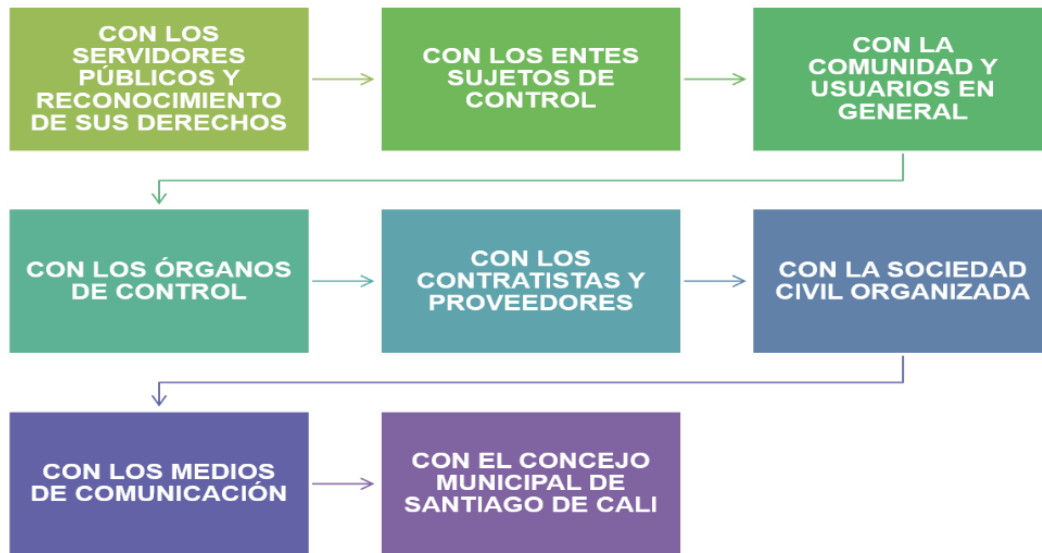 CON LOS
SERVIDORES
PÚBLICOS Y
RECONOCIMIENTO
DE SUS DERECHOS
CON LOS ENTES
SUJETOS DE
CONTROL
CON LA
COMUNIDAD Y
USUARIOS EN
GENERAL
CON LOS ÓRGANOS
DE CONTROL
CON LOS
CONTRATISTAS Y
PROVEEDORES
CON LA SOCIEDAD
CIVIL ORGANIZADA
CON LOS MEDIOS
DE COMUNICACIÓN
CON EL CONCEJO
MUNICIPAL DE
SANTIAGO DE CALI